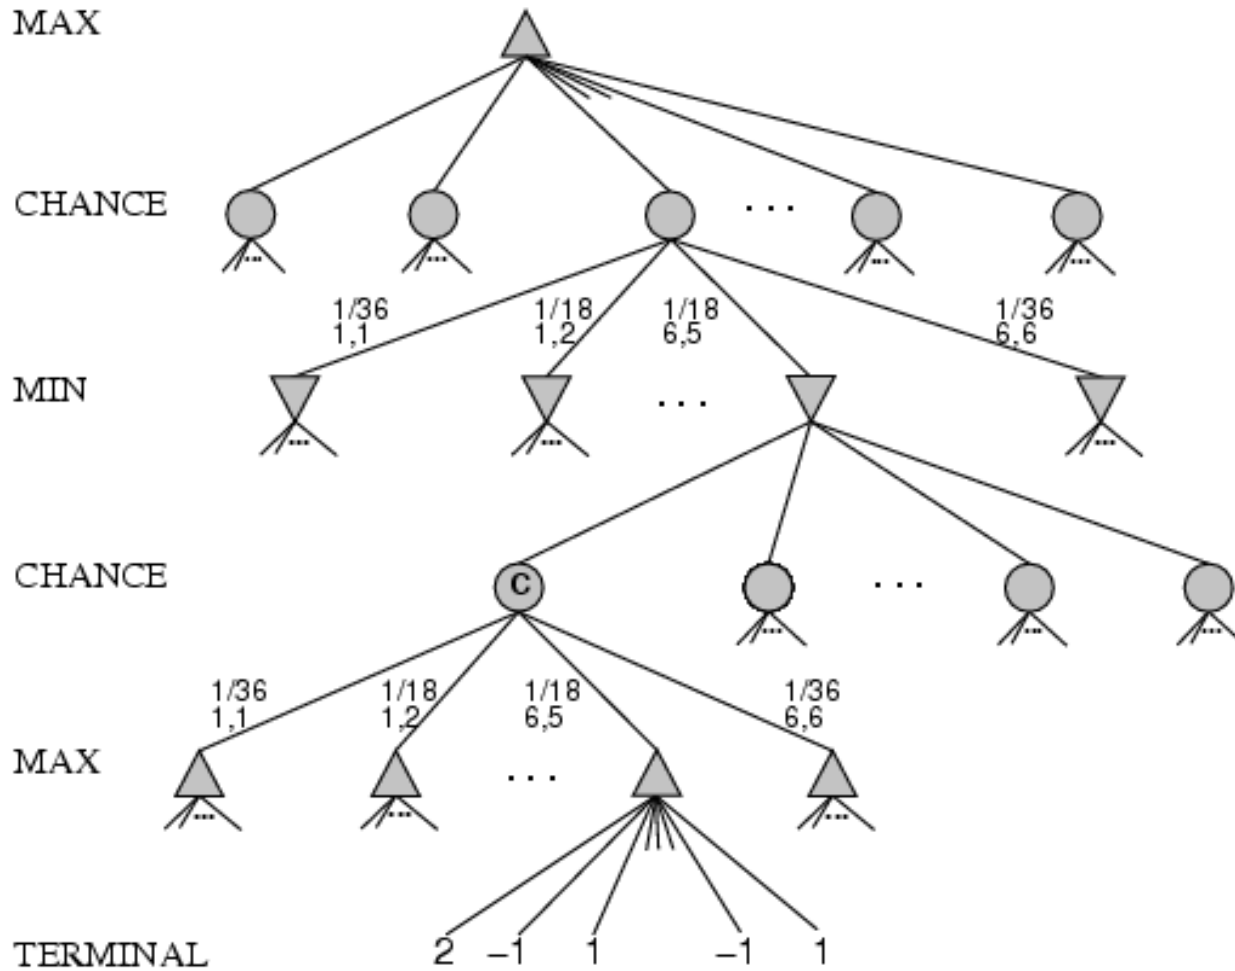 MAX
CHANCE
...
1/36 1/18 1/18 1/36
1,1 1,2 6,5 6,6
MIN
...
CHANCE
C
...
1/36 1/18 1/18 1/36
1,1 1,2 6,5 6,6
MAX
...
TERMINAL 2 –1 1 –1 1